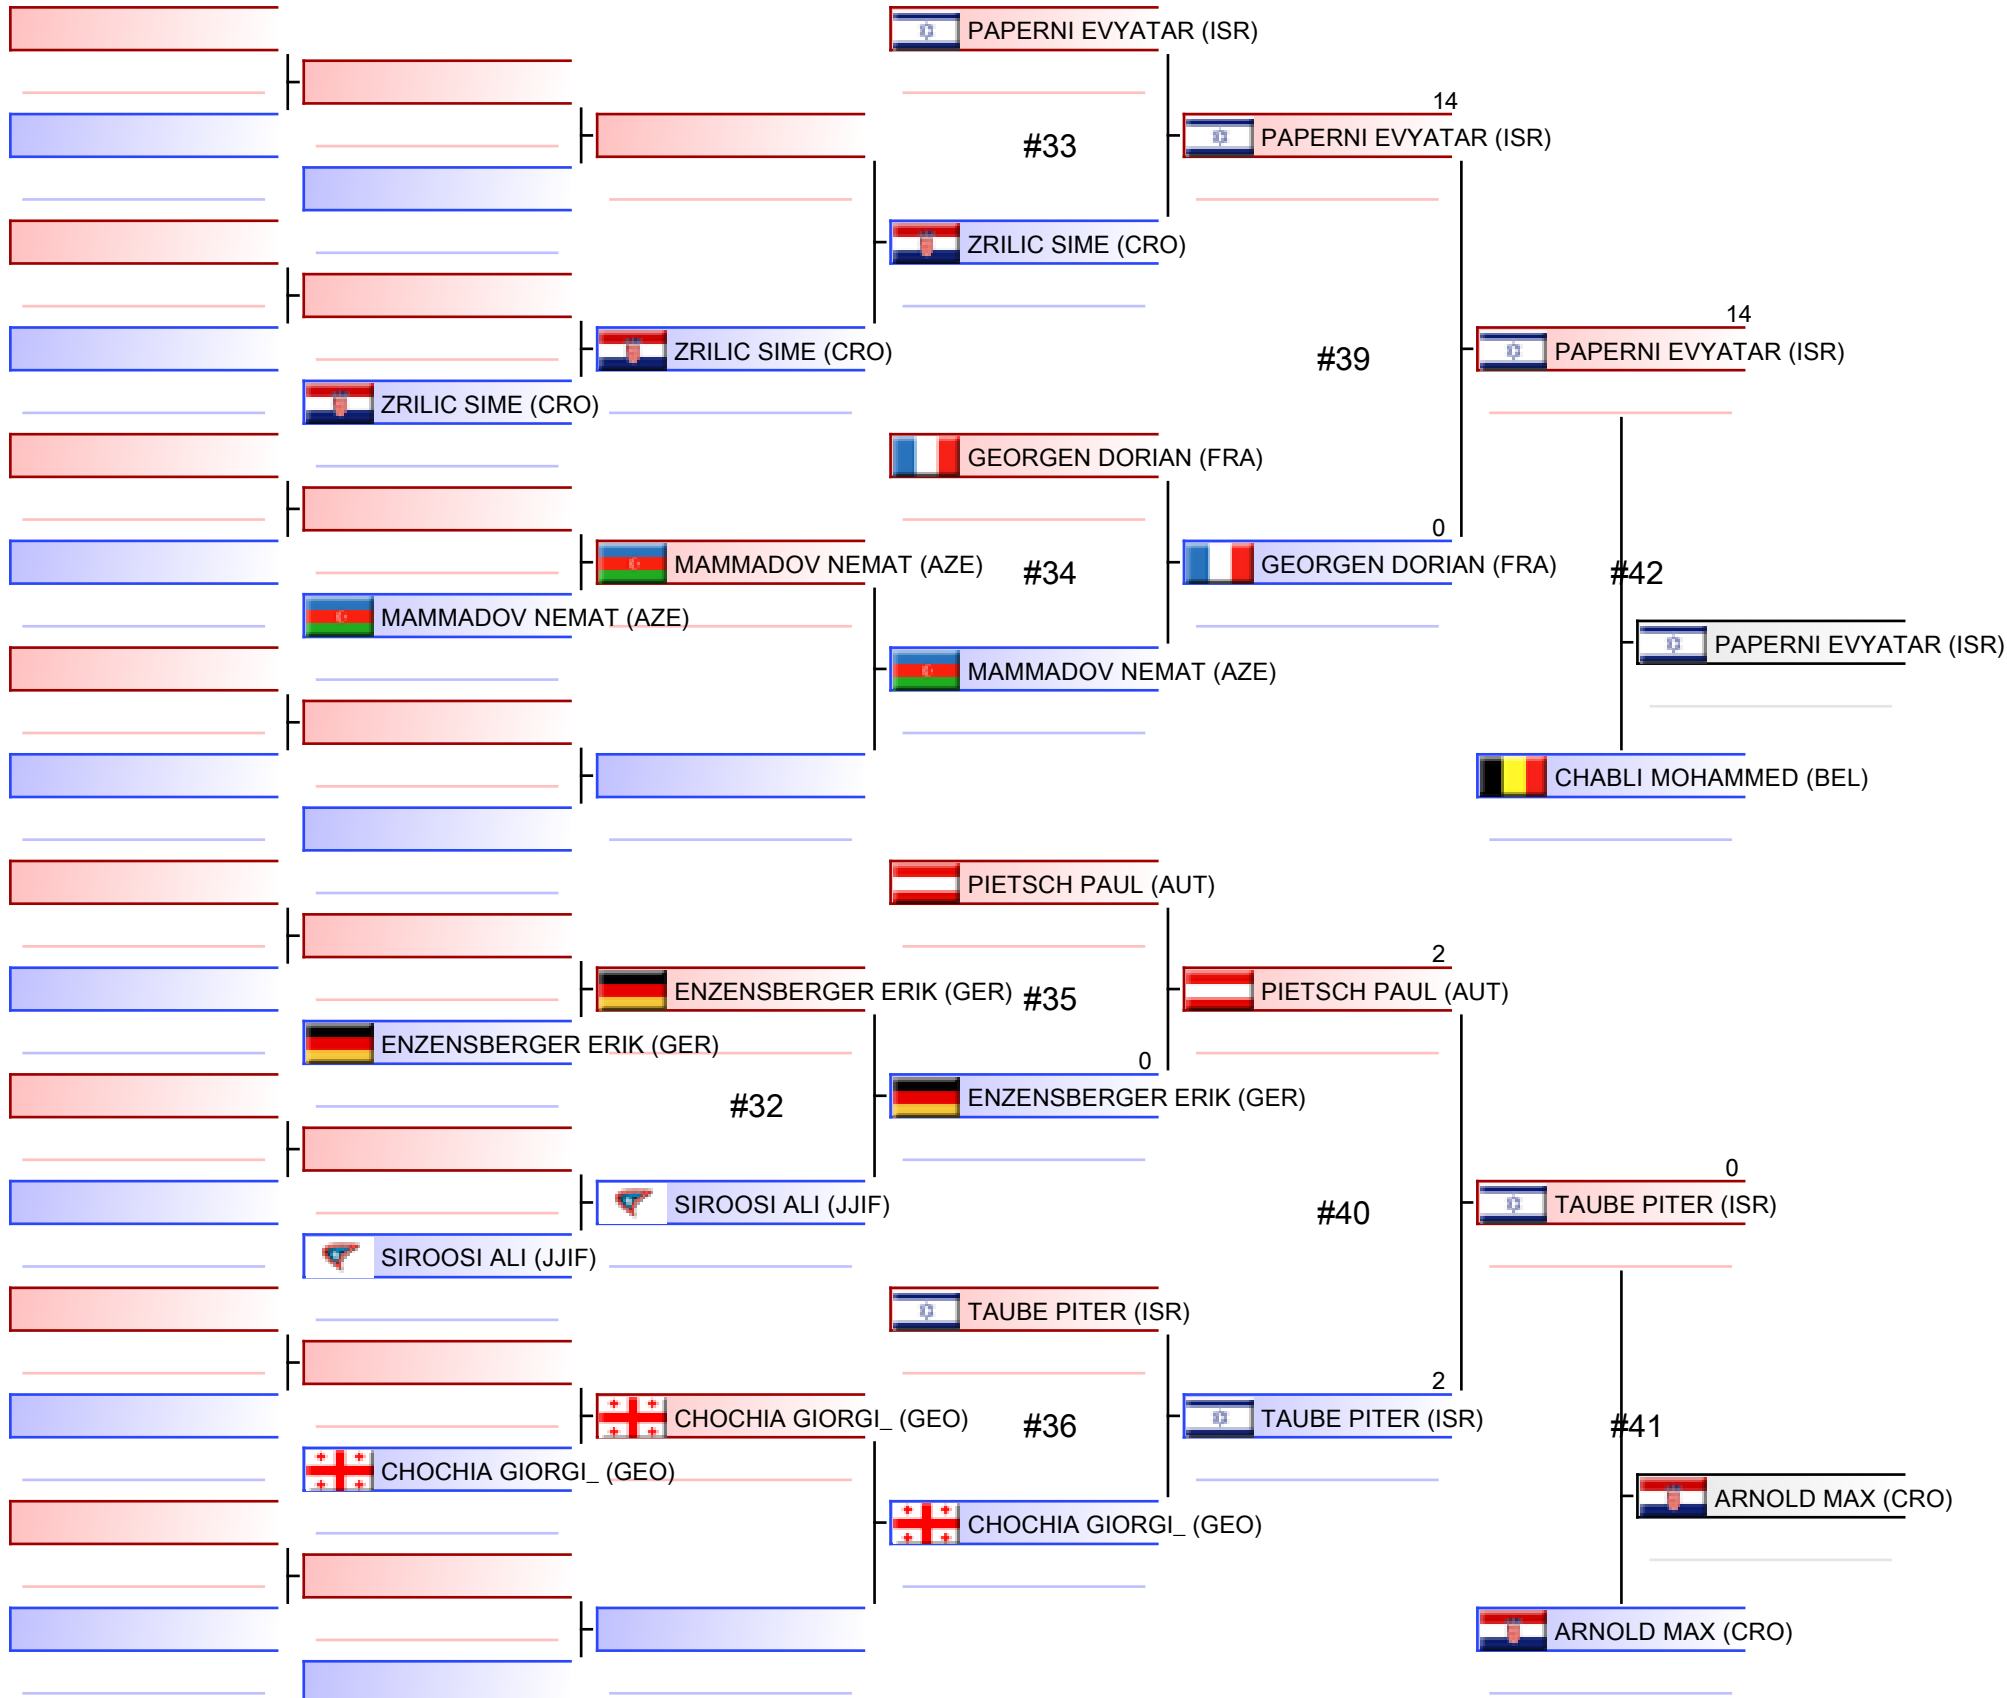 PAPERNI EVYATAR (ISR)
14
#33
PAPERNI EVYATAR (ISR)
ZRILIC SIME (CRO)
14
ZRILIC SIME (CRO)
#39
PAPERNI EVYATAR (ISR)
ZRILIC SIME (CRO)
GEORGEN DORIAN (FRA)
0
MAMMADOV NEMAT (AZE)
#34
GEORGEN DORIAN (FRA)
#42
MAMMADOV NEMAT (AZE)
PAPERNI EVYATAR (ISR)
MAMMADOV NEMAT (AZE)
CHABLI MOHAMMED (BEL)
PIETSCH PAUL (AUT)
2
ENZENSBERGER ERIK (GER)
#35
PIETSCH PAUL (AUT)
ENZENSBERGER ERIK (GER)
0
#32
ENZENSBERGER ERIK (GER)
0
SIROOSI ALI (JJIF)
#40
TAUBE PITER (ISR)
SIROOSI ALI (JJIF)
TAUBE PITER (ISR)
2
CHOCHIA GIORGI_ (GEO)
#36
TAUBE PITER (ISR)
#41
CHOCHIA GIORGI_ (GEO)
ARNOLD MAX (CRO)
CHOCHIA GIORGI_ (GEO)
ARNOLD MAX (CRO)